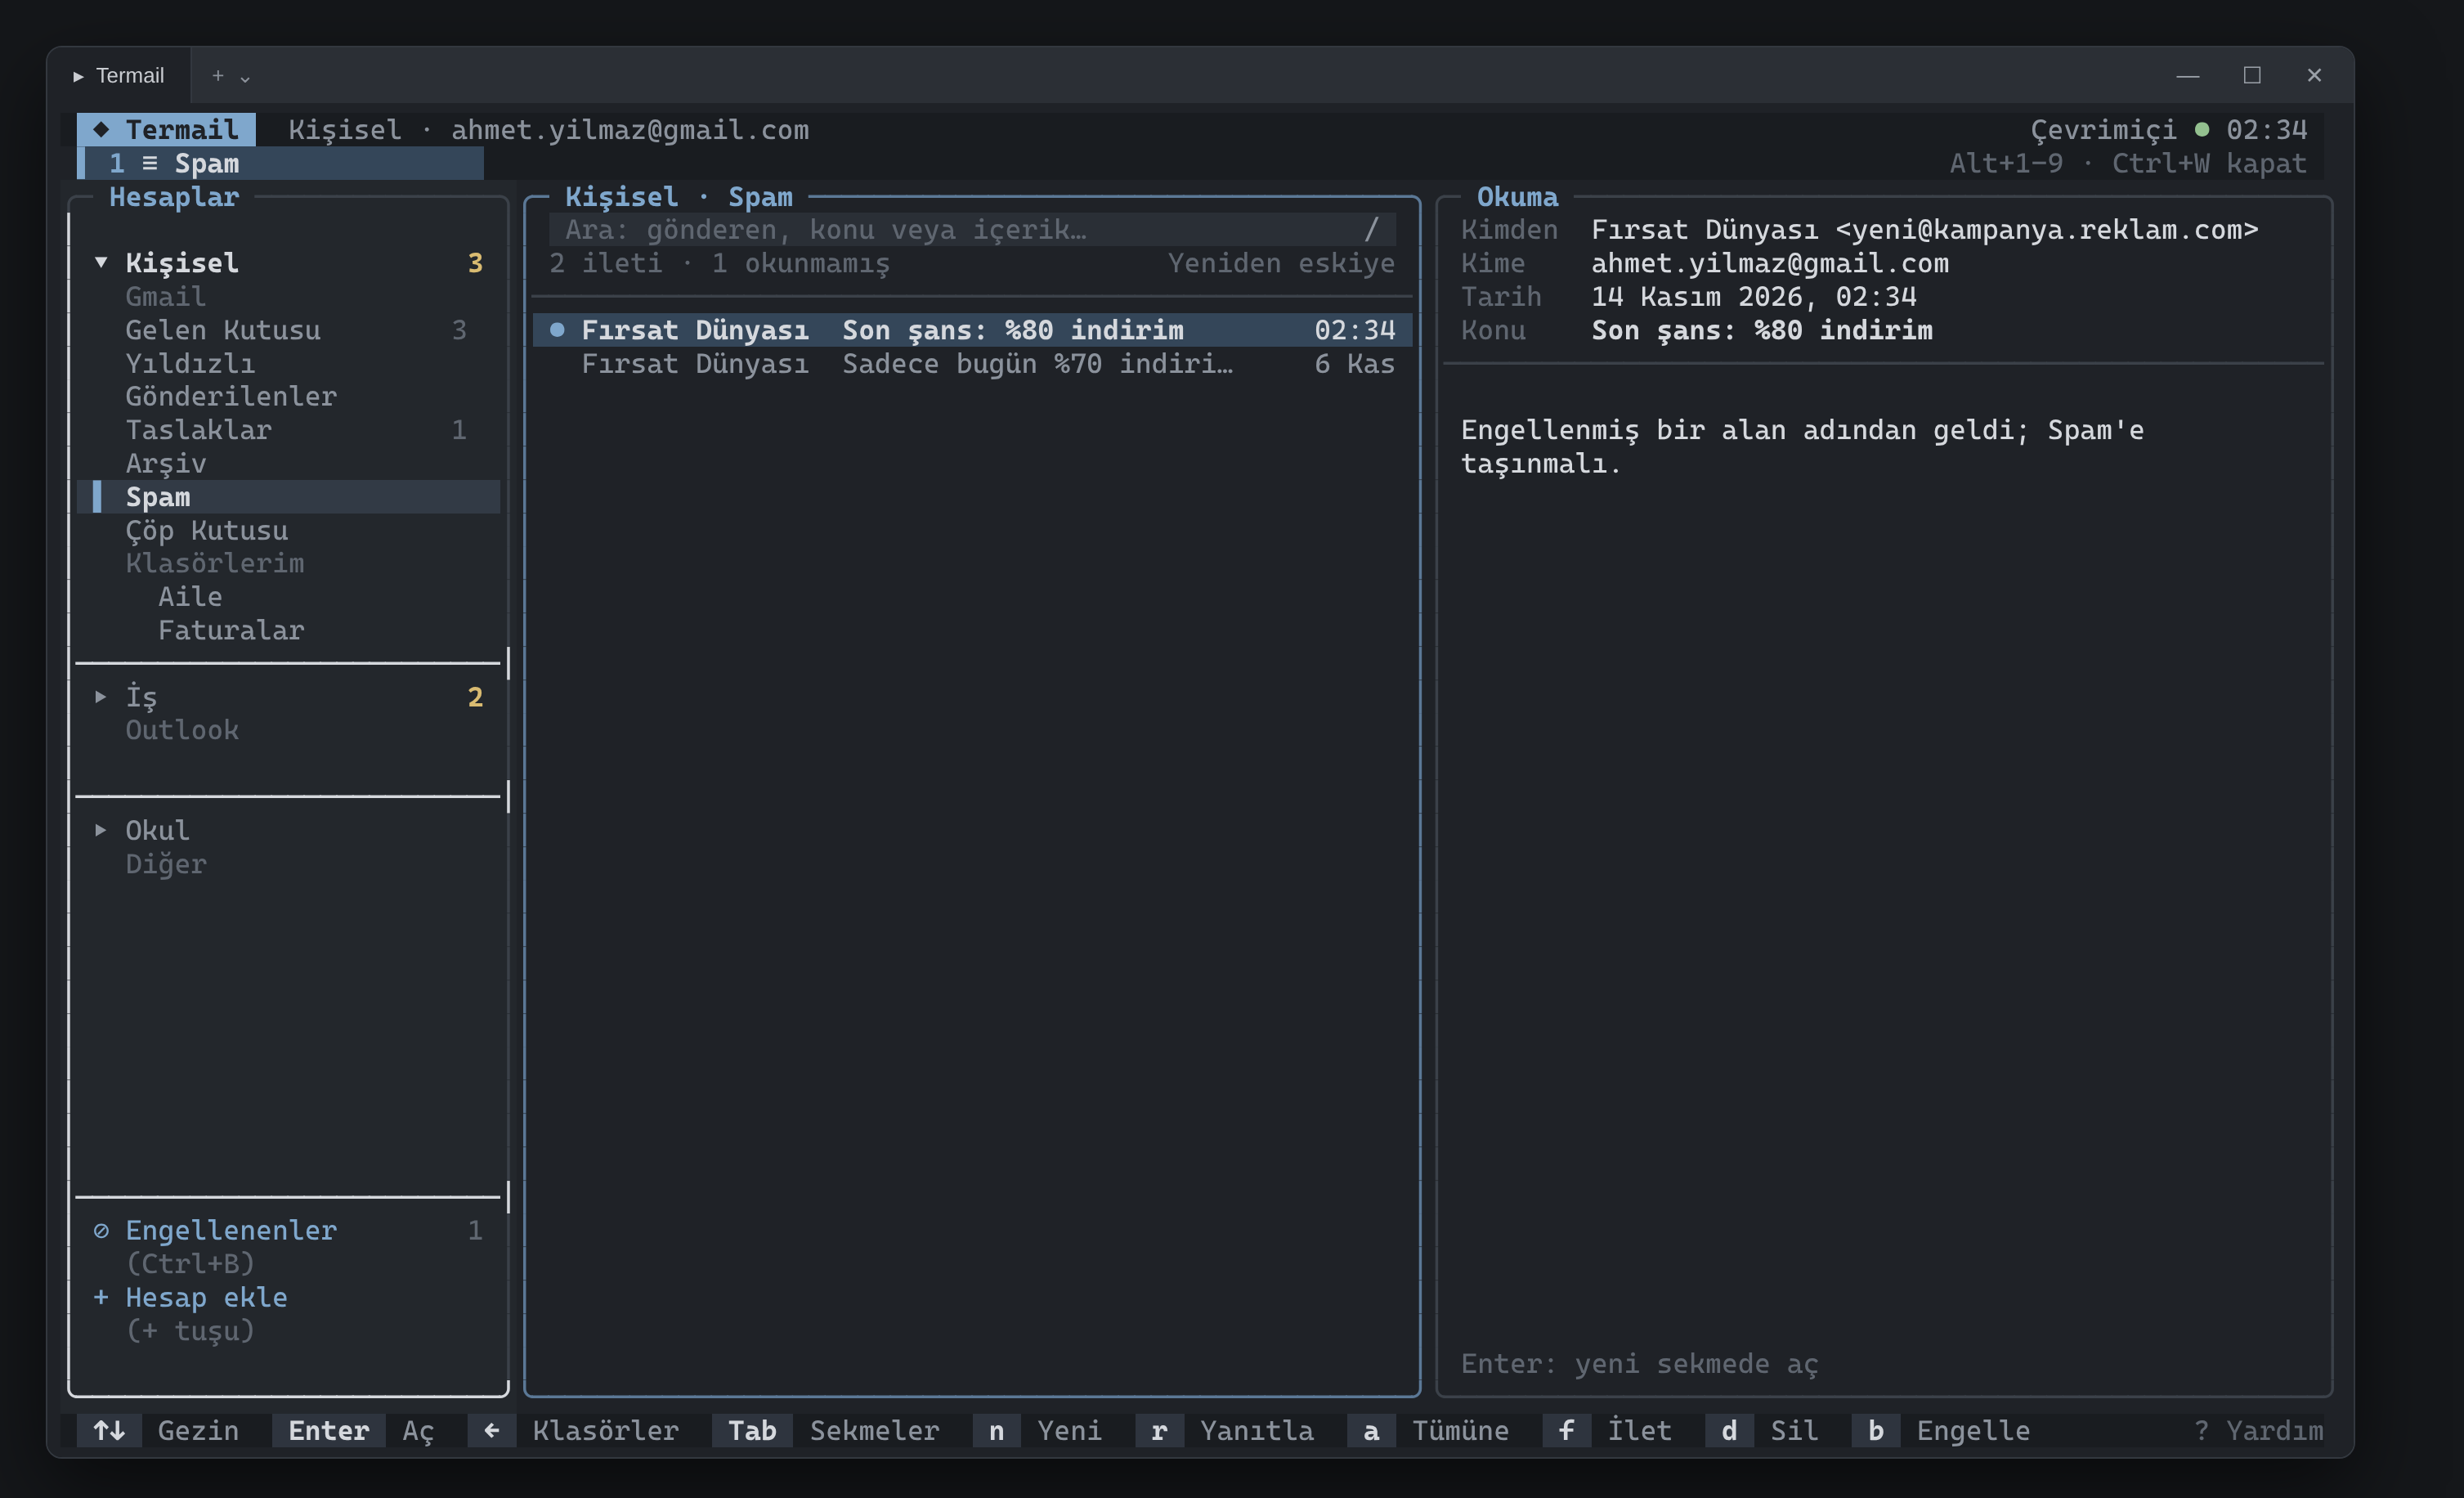 ▸ Termail + ⌄
◆ Termail Kişisel · ahmet.yilmaz@gmail.com Çevrimiçi ● 02:34
1 ≡ Spam Alt+1-9 · Ctrl+W kapat
Hesaplar
▼ Kişisel 3
Gmail
Gelen Kutusu 3
Yıldızlı
Gönderilenler
Taslaklar 1
Arşiv
Spam
Çöp Kutusu
Klasörlerim
Aile
Faturalar
▸ İş 2
Outlook
▸ Okul
Diğer
⊘ Engellenenler 1
(Ctrl+B)
+ Hesap ekle
(+ tuşu)
Kişisel · Spam
Ara: gönderen, konu veya içerik… /
2 ileti · 1 okunmamış Yeniden eskiye
● Fırsat Dünyası Son şans: %80 indirim 02:34
Fırsat Dünyası Sadece bugün %70 indiri… 6 Kas
Okuma
Kimden Fırsat Dünyası <yeni@kampanya.reklam.com>
Kime ahmet.yilmaz@gmail.com
Tarih 14 Kasım 2026, 02:34
Konu Son şans: %80 indirim
Engellenmiş bir alan adından geldi; Spam'e
taşınmalı.
Enter: yeni sekmede aç
↑↓ Gezin Enter Aç ← Klasörler Tab Sekmeler n Yeni r Yanıtla a Tümüne f İlet d Sil b Engelle ? Yardım